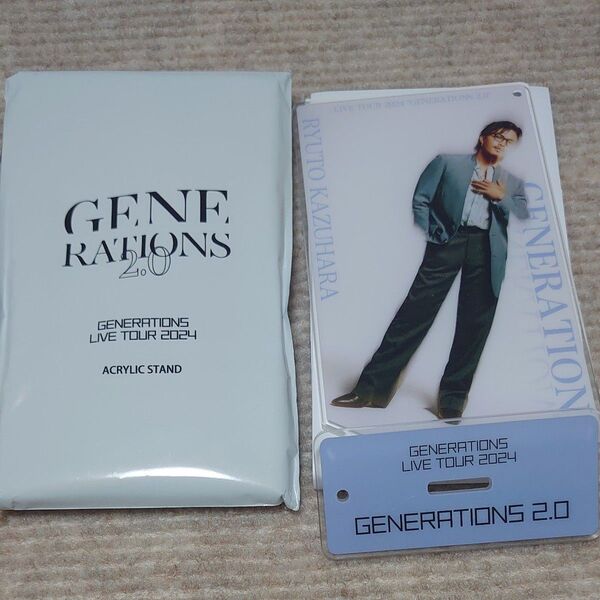 GENE
RATIONS
2.0
GENERATIONS
LIVE TOUR 2024
ACRYLIC STAND
LIVE TOUR 2024 "GENERATIONS 2.0"
RYUTO KAZUHARA
GENERATION
GENERATIONS
LIVE TOUR 2024
GENERATIONS 2.0